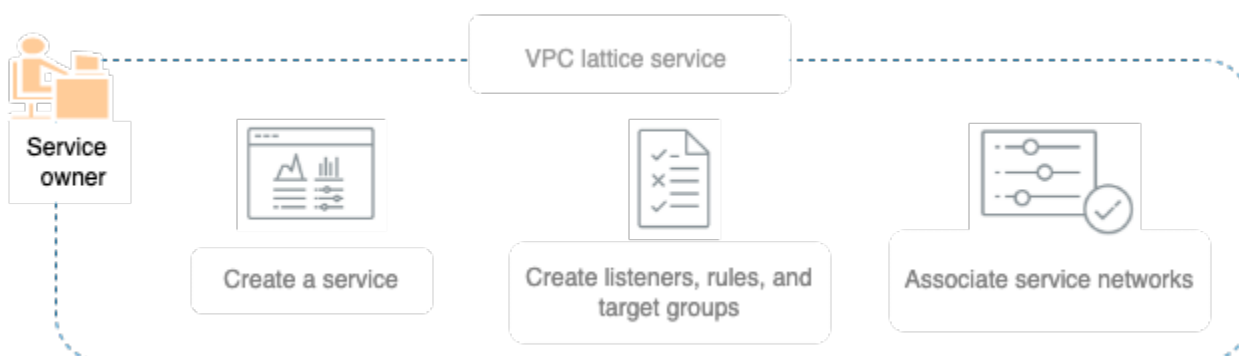 VPC lattice service
Service
owner
Create a service
Create listeners, rules, and
target groups
Associate service networks